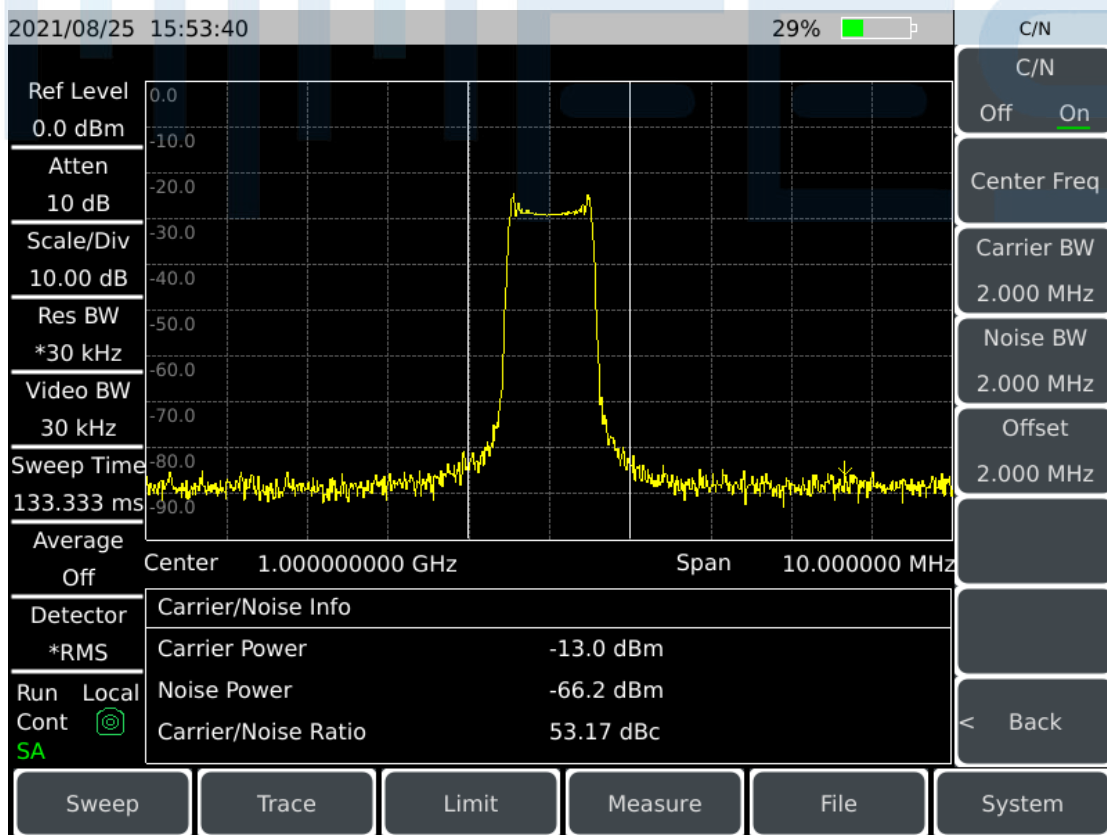 2021/08/25 15:53:40 29% C/N
Ref Level
0.0 dBm
Atten
10 dB
Scale/Div
10.00 dB
Res BW
*30 kHz
Video BW
30 kHz
Sweep Time
133.333 ms
Average
Off
Detector
*RMS
Run Local
Cont
SA
0.0
-10.0
-20.0
-30.0
-40.0
-50.0
-60.0
-70.0
-80.0
-90.0
Center 1.000000000 GHz Span 10.000000 MHz
Carrier/Noise Info
Carrier Power -13.0 dBm
Noise Power -66.2 dBm
Carrier/Noise Ratio 53.17 dBc
C/N
Off On
Center Freq
Carrier BW
2.000 MHz
Noise BW
2.000 MHz
Offset
2.000 MHz
< Back
Sweep Trace Limit Measure File System